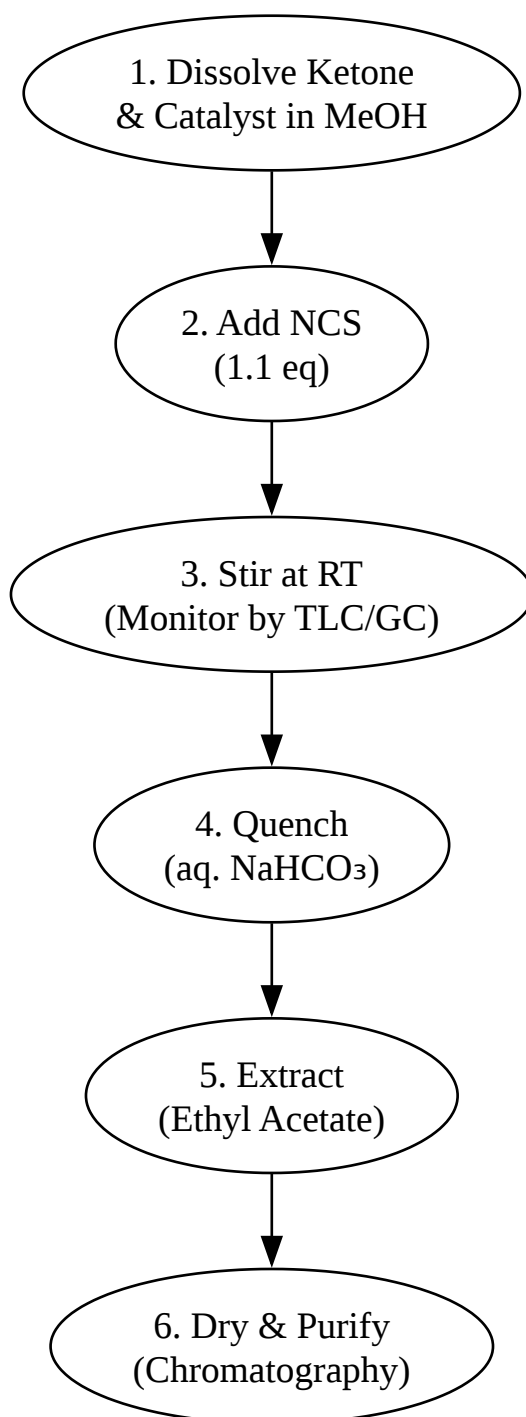 1. Dissolve Ketone
& Catalyst in MeOH
2. Add NCS
(1.1 eq)
3. Stir at RT
(Monitor by TLC/GC)
4. Quench
(aq. NaHCO₃)
5. Extract
(Ethyl Acetate)
6. Dry & Purify
(Chromatography)